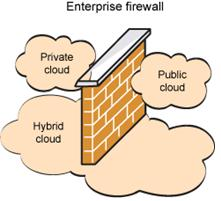 Enterprise firewall
Private
cloud
Public
cloud
Hybrid
cloud